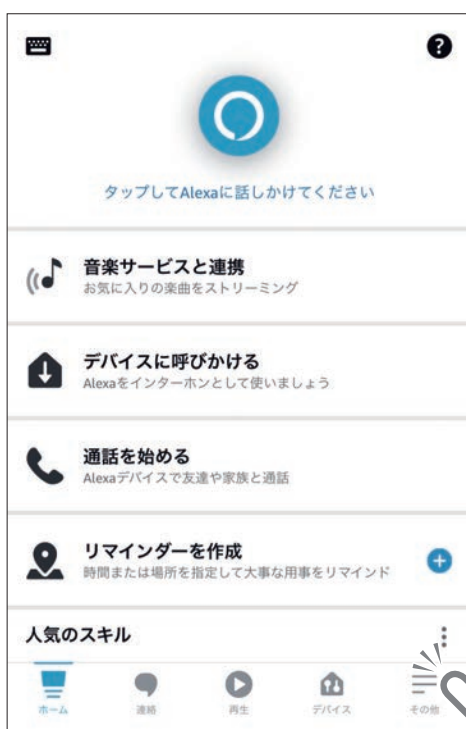 タップしてAlexaに話しかけてください
音楽サービスと連携
お気に入りの楽曲をストリーミング
デバイスに呼びかける
Alexaをインターホンとして使いましょう
通話を始める
Alexaデバイスで友達や家族と通話
リマインダーを作成
時間または場所を指定して大事な用事をリマインド
人気のスキル
ホーム
連絡
再生
デバイス
その他